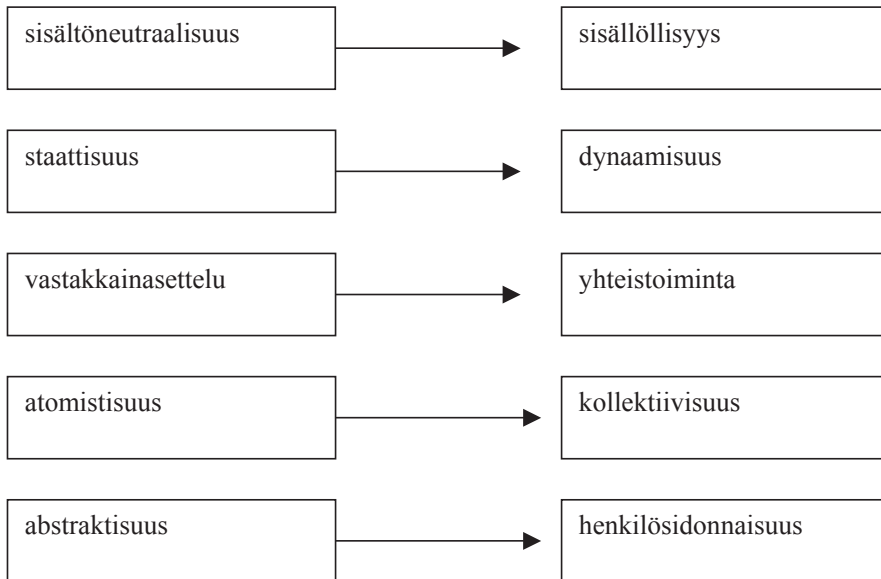 sisältöneutraalisuus sisällöllisyys
staattisuus dynaamisuus
vastakkainasettelu yhteistoiminta
atomistisuus kollektiivisuus
abstraktisuus henkilösidonnaisuus